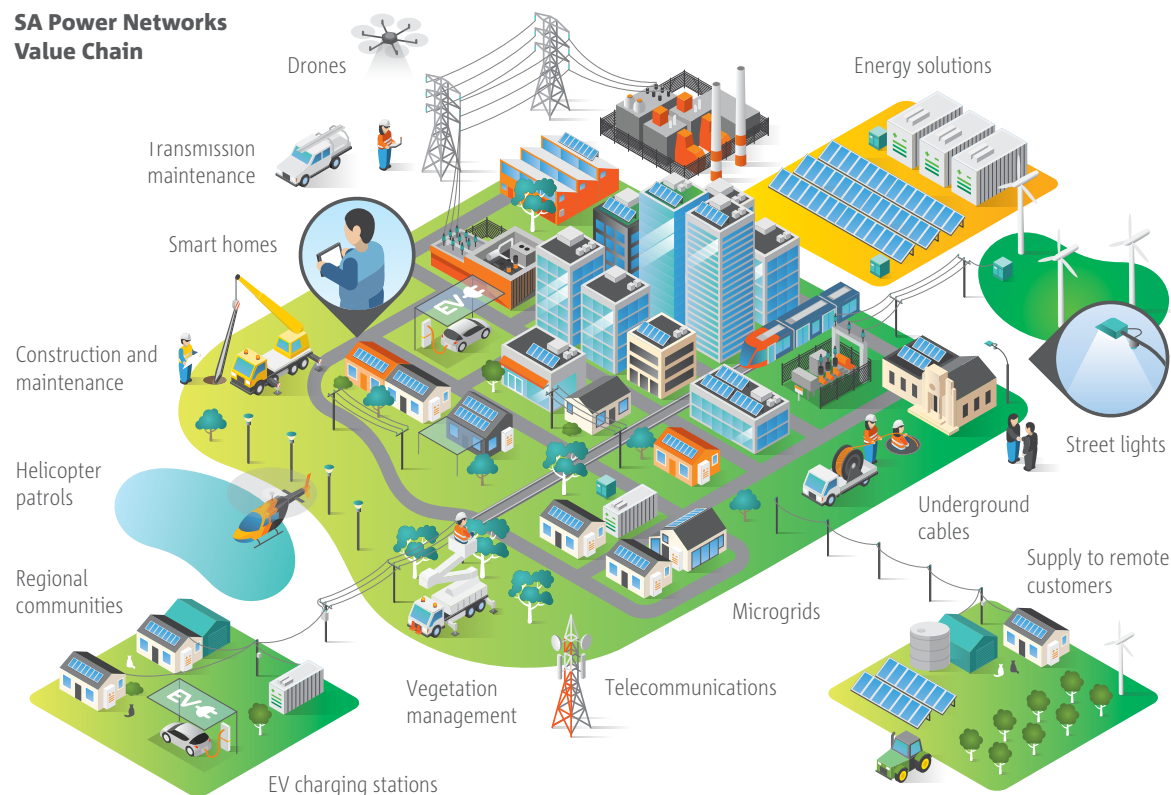 SA Power Networks
Value Chain
Drones
Energy solutions
Transmission
maintenance
Smart homes
EV
Construction and
maintenance
Street lights
Helicopter
patrols
Underground
cables
Supply to remote
customers
Regional
communities
Microgrids
Vegetation
management
Telecommunications
EV
EV charging stations